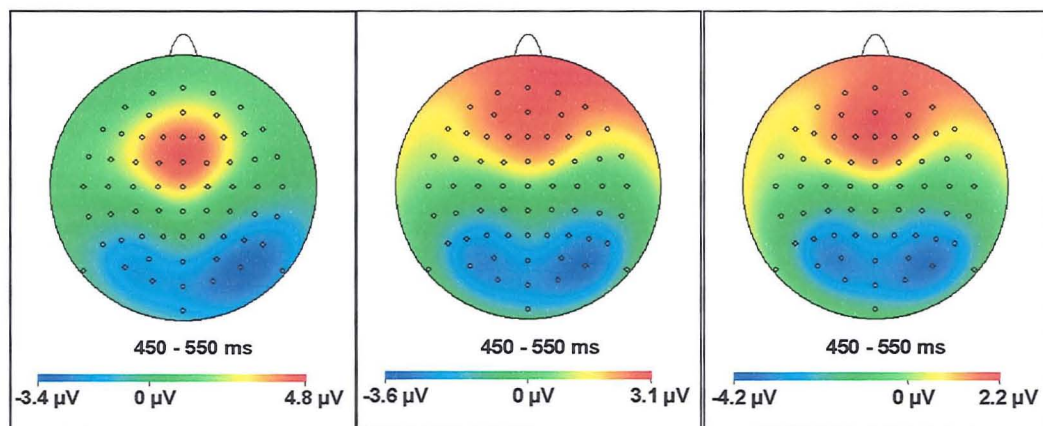 450 - 550 ms
-3.4 µV 0 µV 4.8 µV
450 - 550 ms
-3.6 µV 0 µV 3.1 µV
450 - 550 ms
-4.2 µV 0 µV 2.2 µV